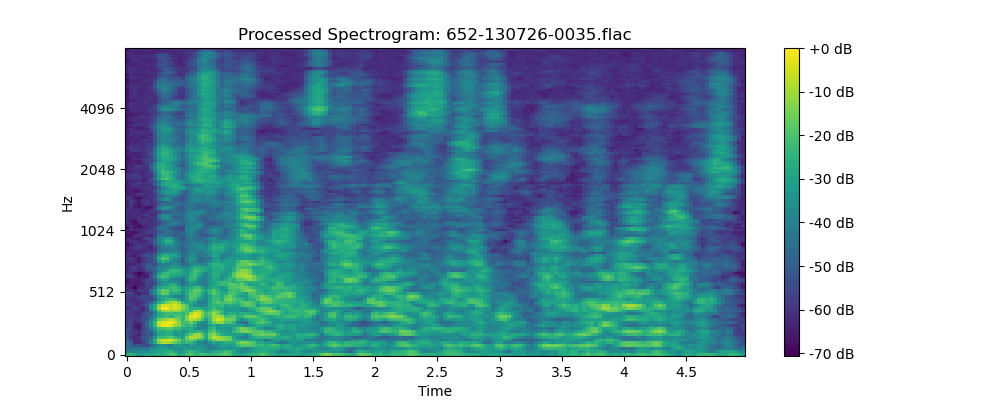 Processed Spectrogram: 652-130726-0035.flac
Hz
4096
2048
1024
512
0
0
0.5
1
1.5
2
2.5
3
3.5
4
4.5
Time
+0 dB
-10 dB
-20 dB
-30 dB
-40 dB
-50 dB
-60 dB
-70 dB